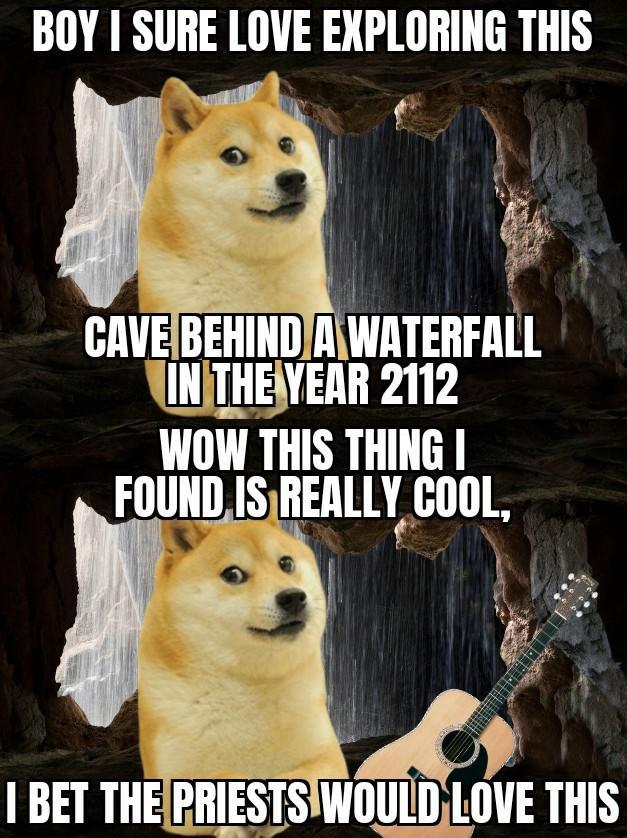 BOY I SURE LOVE EXPLORING THIS
CAVE BEHIND A WATERFALL
IN THE YEAR 2112
WOW THIS THING I
FOUND IS REALLY COOL,
I BET THE PRIESTS WOULD LOVE THIS